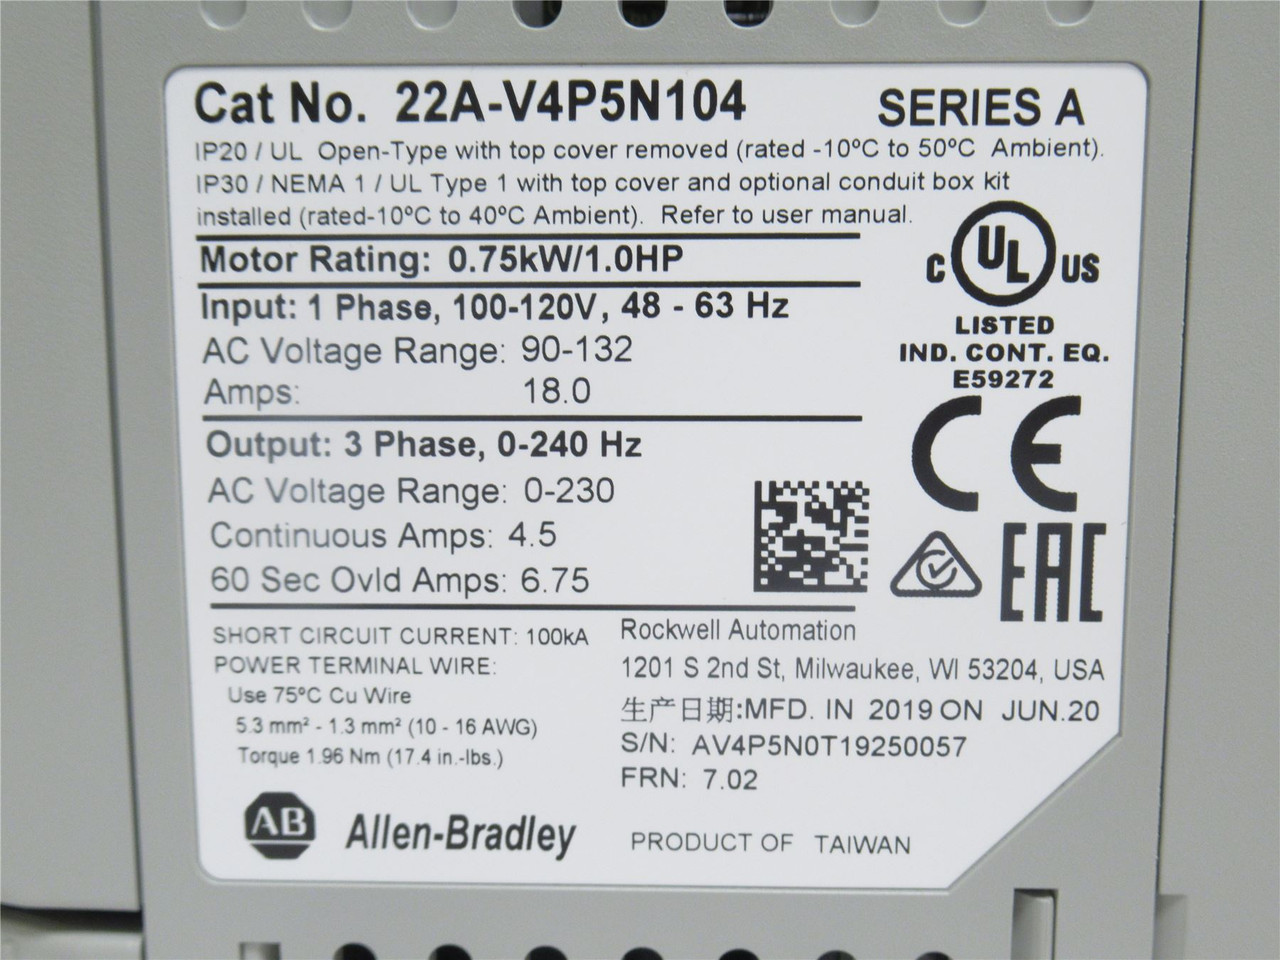 Cat No. 22A-V4P5N104 SERIES A
IP20 / UL Open-Type with top cover removed (rated -10ºC to 50ºC Ambient).
IP30 / NEMA 1 / UL Type 1 with top cover and optional conduit box kit
installed (rated-10ºC to 40ºC Ambient). Refer to user manual.
Motor Rating: 0.75kW/1.0HP
Input: 1 Phase, 100-120V, 48 - 63 Hz
AC Voltage Range: 90-132
Amps: 18.0
C UL US
LISTED
IND. CONT. EQ.
E59272
CE
Output: 3 Phase, 0-240 Hz
AC Voltage Range: 0-230
Continuous Amps: 4.5
60 Sec Ovld Amps: 6.75
EAC
SHORT CIRCUIT CURRENT: 100kA
POWER TERMINAL WIRE:
Use 75ºC Cu Wire
5.3 mm² - 1.3 mm² (10 - 16 AWG)
Torque 1.96 Nm (17.4 in.-lbs.)
Rockwell Automation
1201 S 2nd St, Milwaukee, WI 53204, USA
生产日期:MFD. IN 2019 ON JUN.20
S/N: AV4P5N0T19250057
FRN: 7.02
AB Allen-Bradley
PRODUCT OF TAIWAN